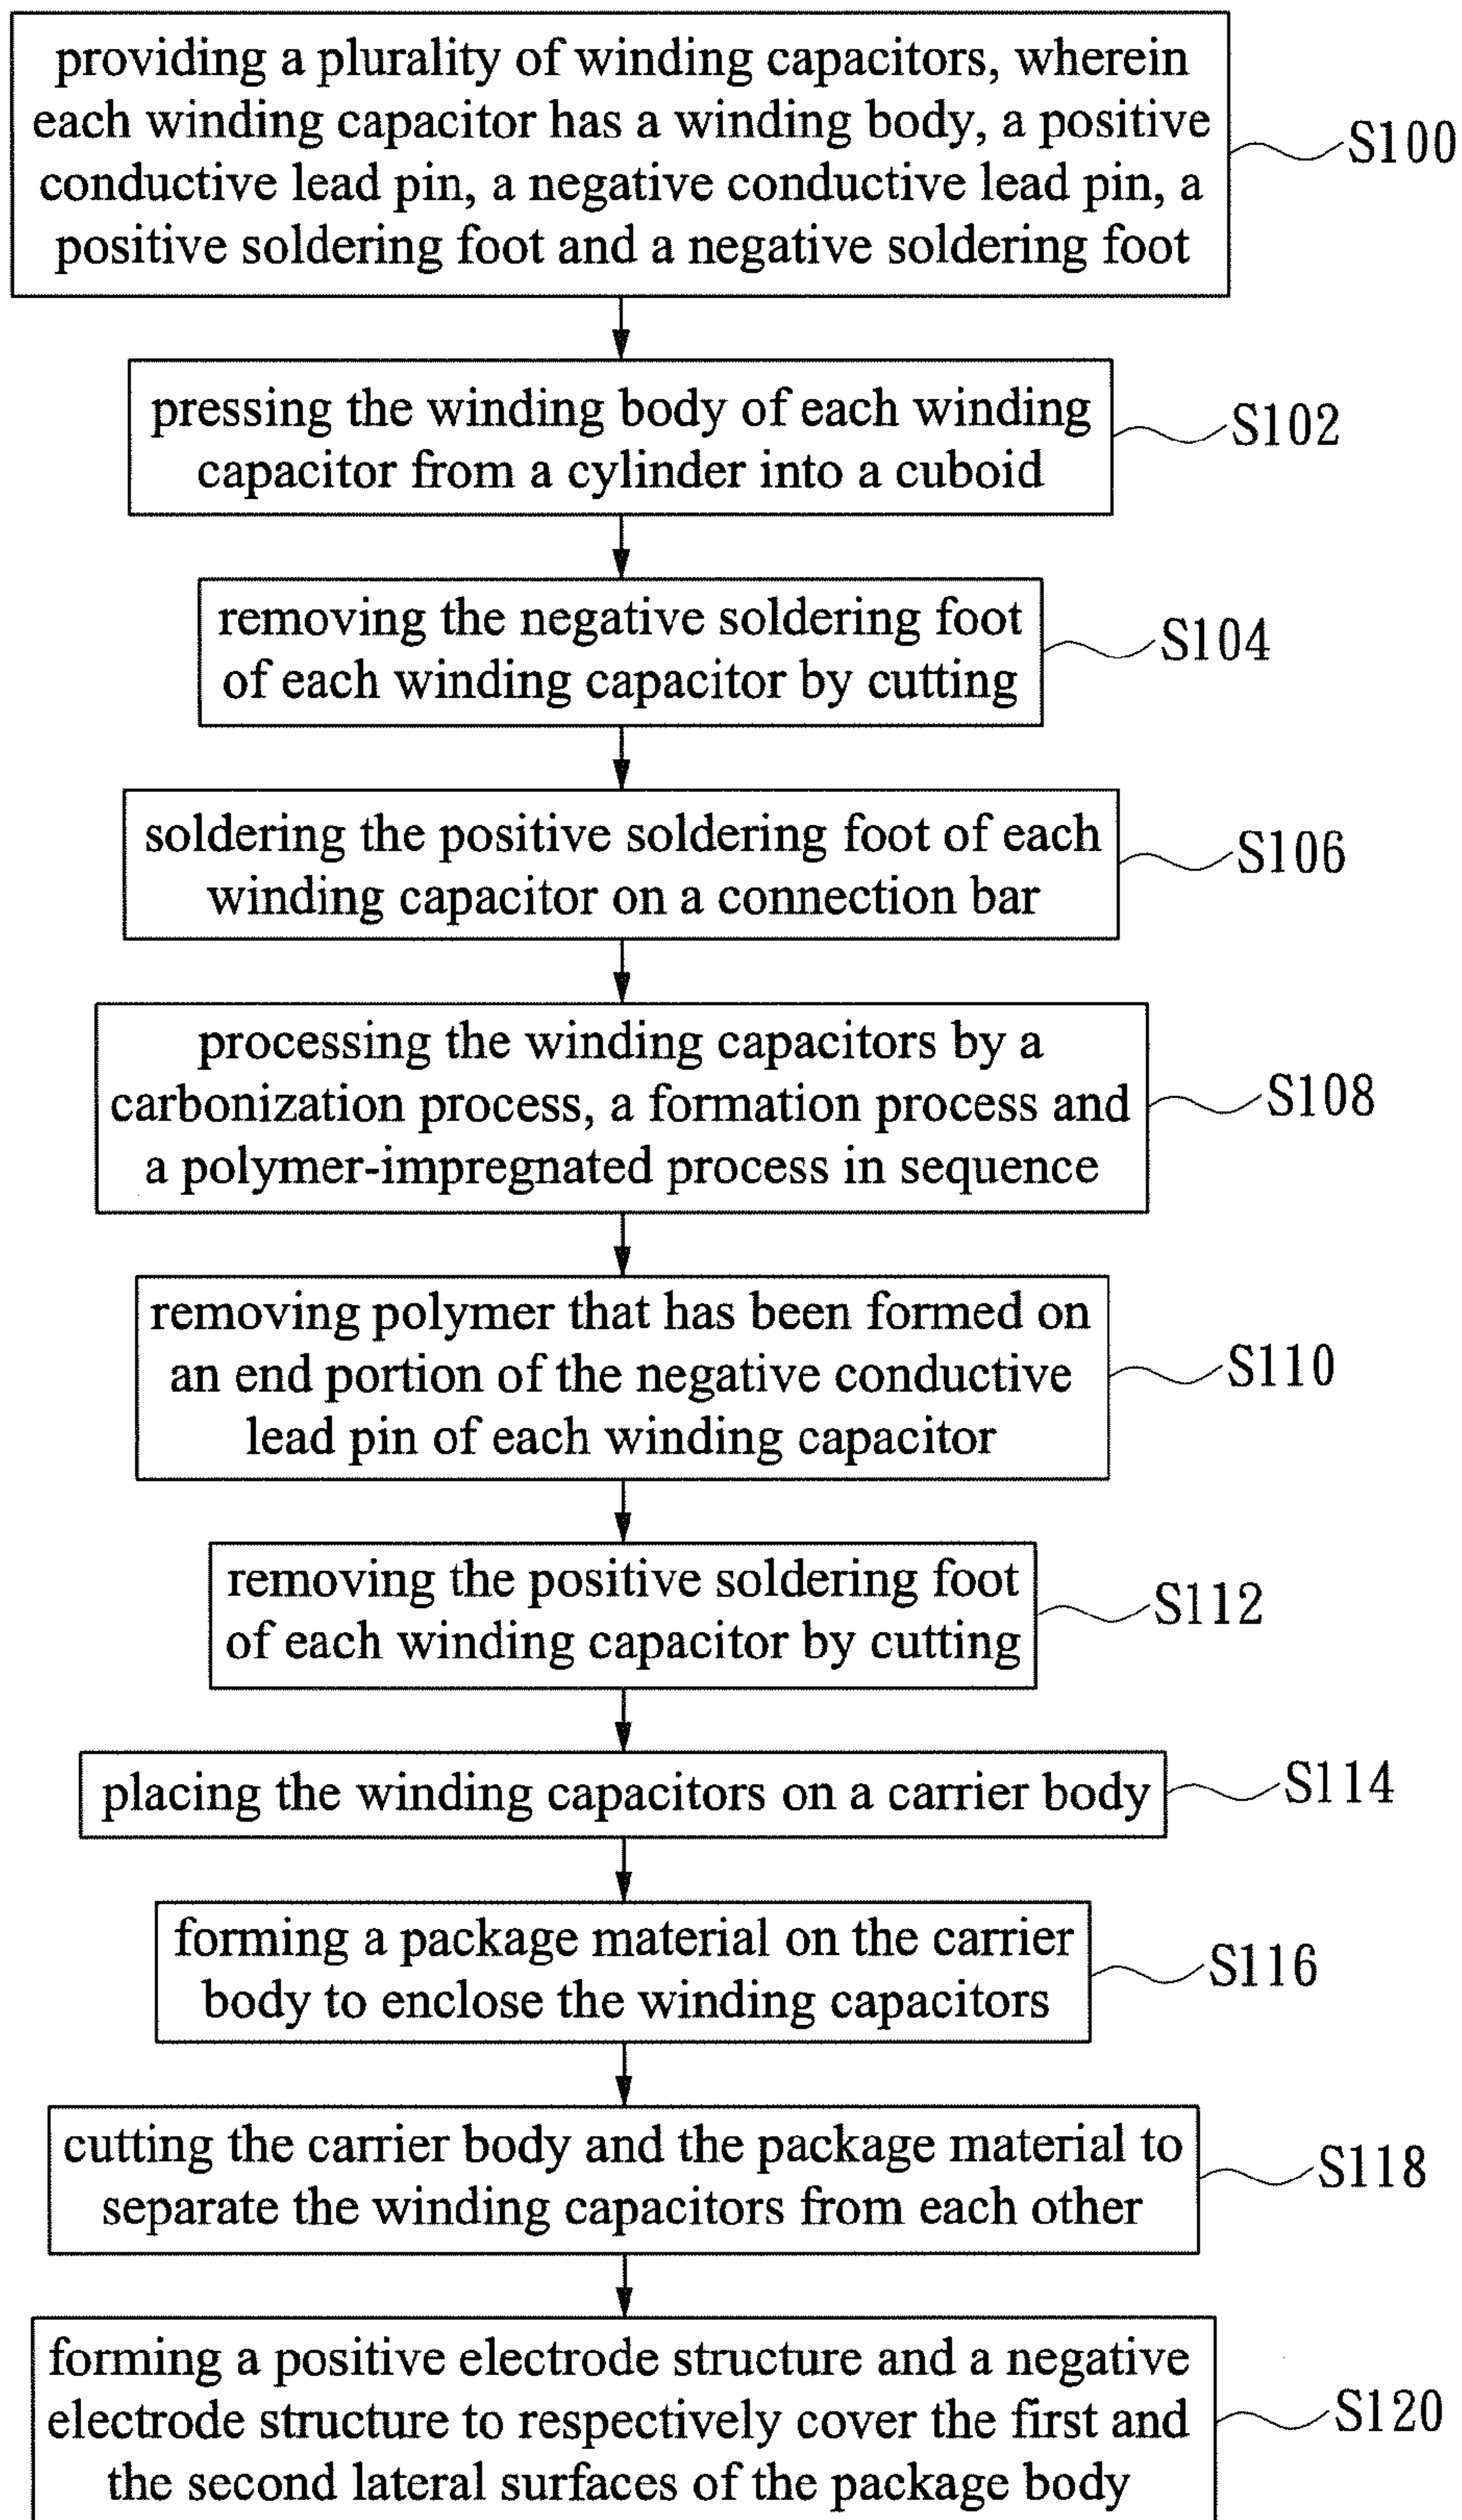 providing a plurality of winding capacitors, wherein
each winding capacitor has a winding body, a positive
conductive lead pin, a negative conductive lead pin, a
positive soldering foot and a negative soldering foot
S100
pressing the winding body of each winding
capacitor from a cylinder into a cuboid
S102
removing the negative soldering foot
of each winding capacitor by cutting
S104
soldering the positive soldering foot of each
winding capacitor on a connection bar
S106
processing the winding capacitors by a
carbonization process, a formation process and
a polymer-impregnated process in sequence
S108
removing polymer that has been formed on
an end portion of the negative conductive
lead pin of each winding capacitor
S110
removing the positive soldering foot
of each winding capacitor by cutting
S112
placing the winding capacitors on a carrier body
S114
forming a package material on the carrier
body to enclose the winding capacitors
S116
cutting the carrier body and the package material to
separate the winding capacitors from each other
S118
forming a positive electrode structure and a negative
electrode structure to respectively cover the first and
the second lateral surfaces of the package body
S120